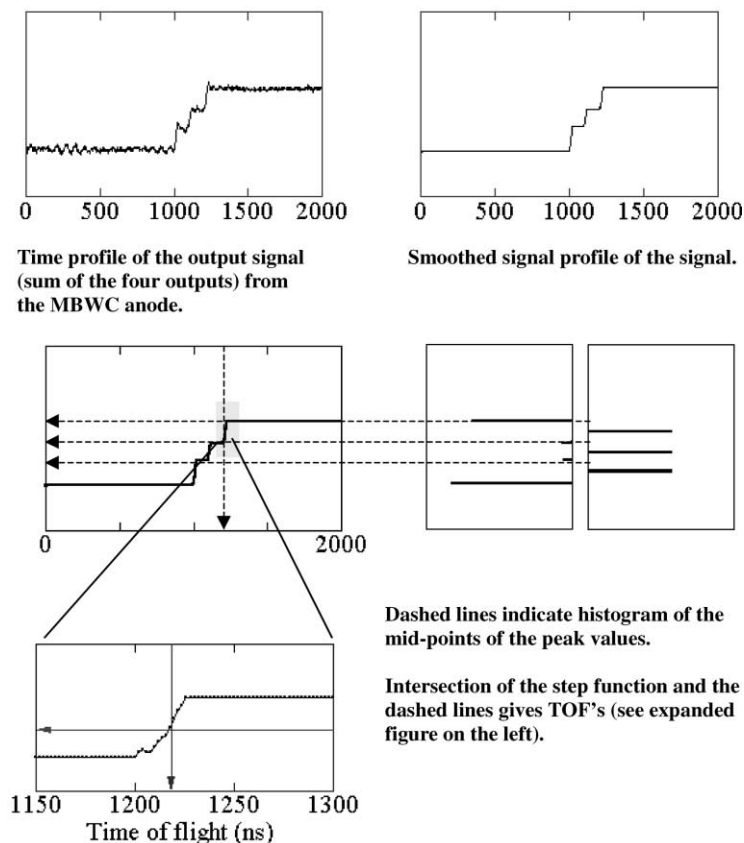 0 500 1000 1500 2000
0 500 1000 1500 2000
Time profile of the output signal
(sum of the four outputs) from
the MBWC anode.
Smoothed signal profile of the signal.
0 2000
Dashed lines indicate histogram of the
mid-points of the peak values.
Intersection of the step function and the
dashed lines gives TOF's (see expanded
figure on the left).
1150 1200 1250 1300
Time of flight (ns)